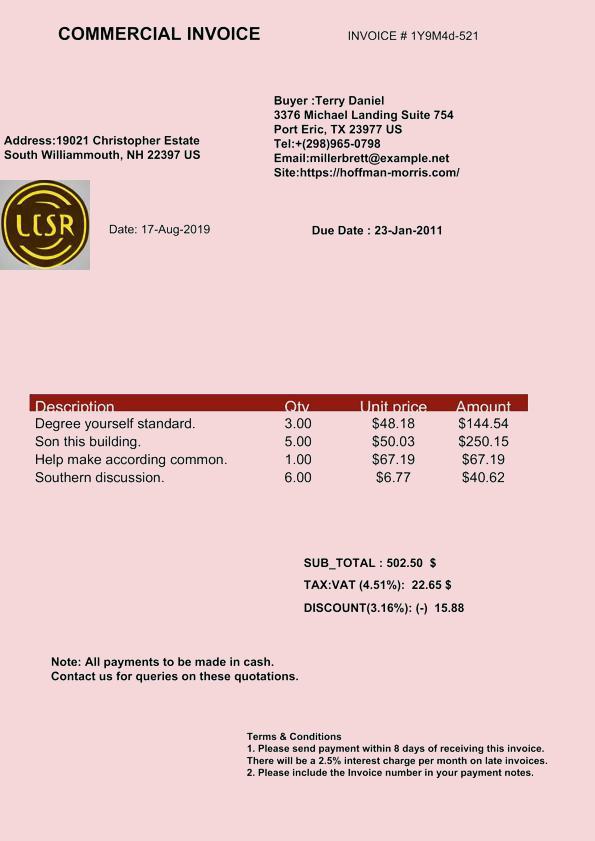 COMMERCIAL INVOICE
INVOICE # 1Y9M4d-521
Buyer :Terry Daniel
3376 Michael Landing Suite 754
Port Eric, TX 23977 US
Tel:+(298)965-0798
Email:millerbrett@example.net
Site:https://hoffman-morris.com/
Address:19021 Christopher Estate
South Williammouth, NH 22397 US
LCSR
Date: 17-Aug-2019
Due Date : 23-Jan-2011
Description Qty Unit price Amount
Degree yourself standard. 3.00 $48.18 $144.54
Son this building. 5.00 $50.03 $250.15
Help make according common. 1.00 $67.19 $67.19
Southern discussion. 6.00 $6.77 $40.62
SUB_TOTAL : 502.50 $
TAX:VAT (4.51%): 22.65 $
DISCOUNT(3.16%): (-) 15.88
Note: All payments to be made in cash.
Contact us for queries on these quotations.
Terms & Conditions
1. Please send payment within 8 days of receiving this invoice.
There will be a 2.5% interest charge per month on late invoices.
2. Please include the Invoice number in your payment notes.